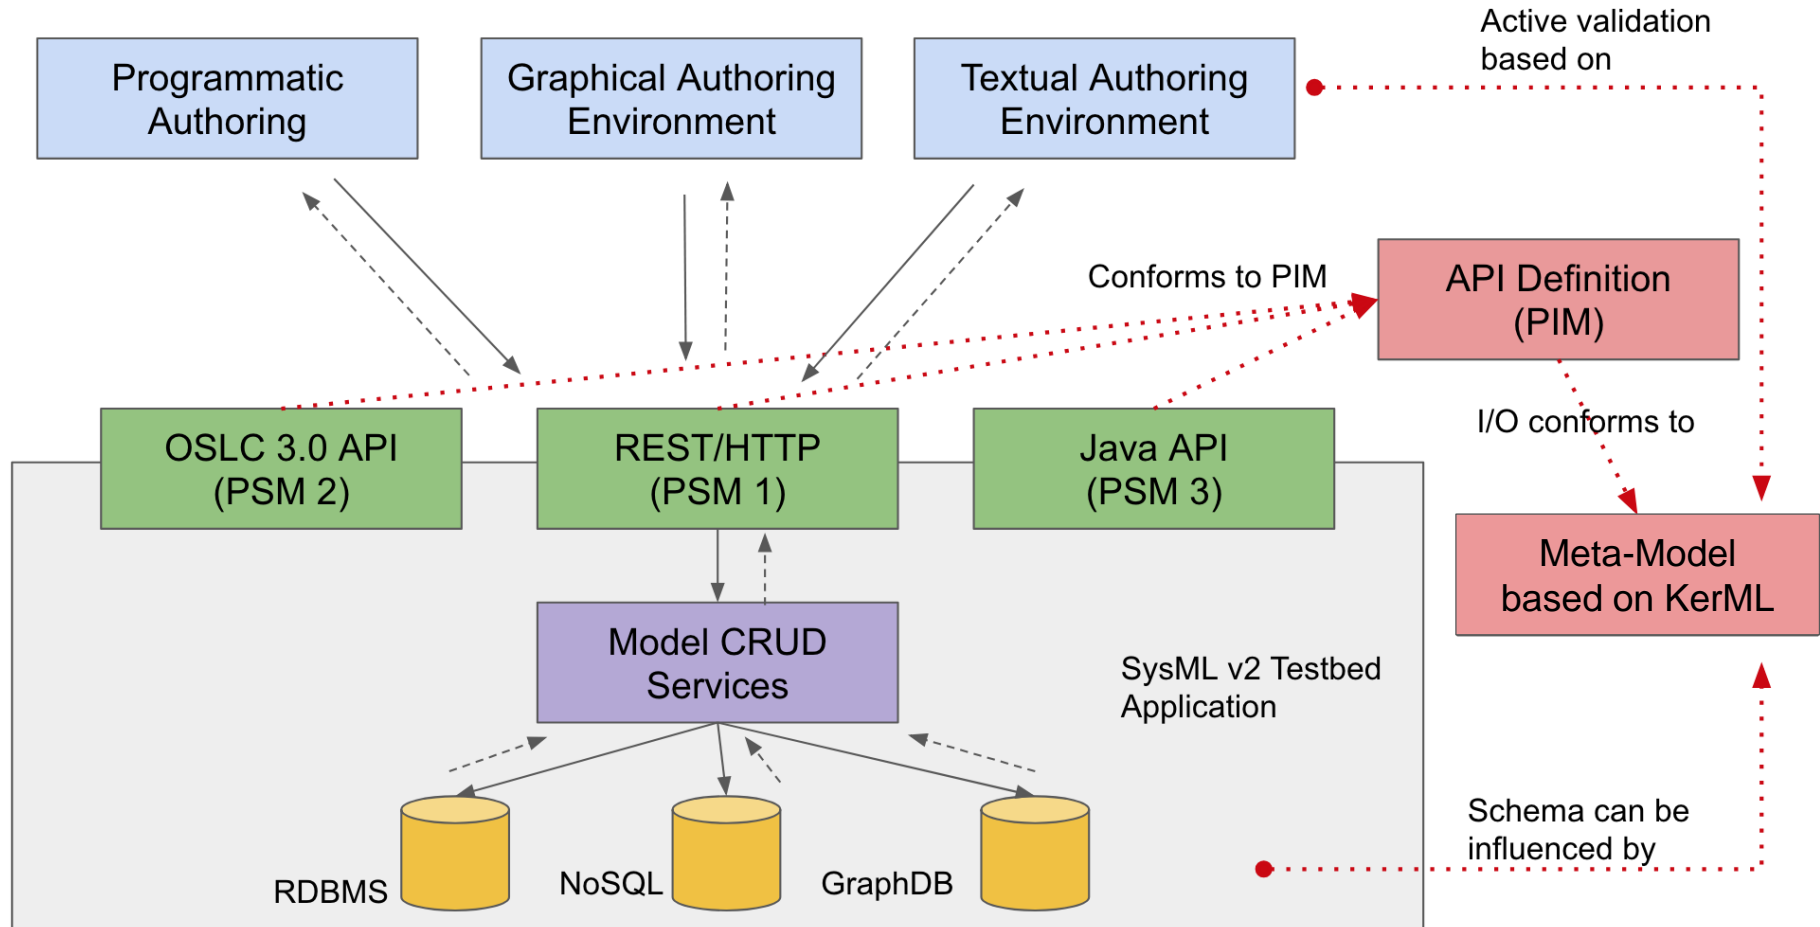 Active validation
based on
Programmatic
Authoring
Graphical Authoring
Environment
Textual Authoring
Environment
Conforms to PIM
API Definition
(PIM)
I/O conforms to
OSLC 3.0 API
(PSM 2)
REST/HTTP
(PSM 1)
Java API
(PSM 3)
Meta-Model
based on KerML
Model CRUD
Services
SysML v2 Testbed
Application
Schema can be
influenced by
RDBMS
NoSQL
GraphDB